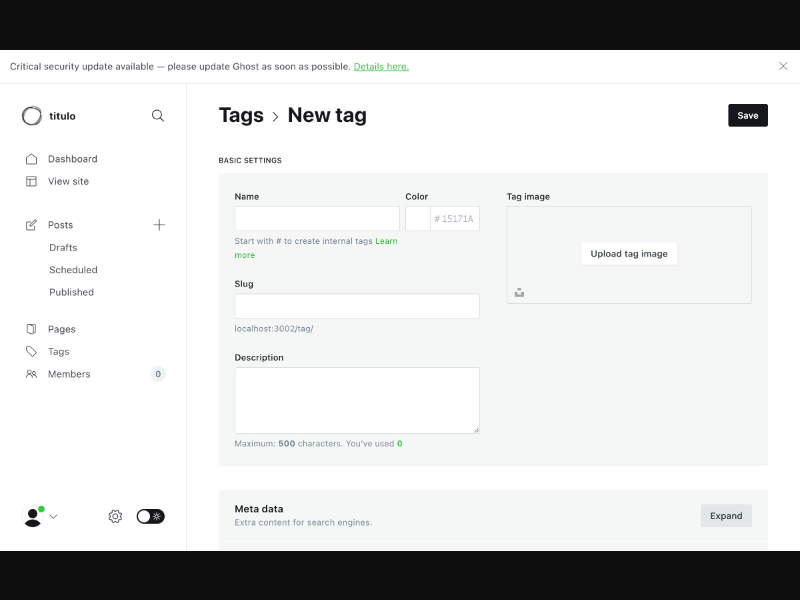 Critical security update available — please update Ghost as soon as possible. Details here.
titulo
Tags > New tag
Save
Dashboard
View site
Posts
Drafts
Scheduled
Published
Pages
Tags
Members 0
BASIC SETTINGS
Name
Color
# 15171A
Start with # to create internal tags Learn
more
Slug
localhost:3002/tag/
Description
Maximum: 500 characters. You've used 0
Tag image
Upload tag image
Meta data
Extra content for search engines.
Expand